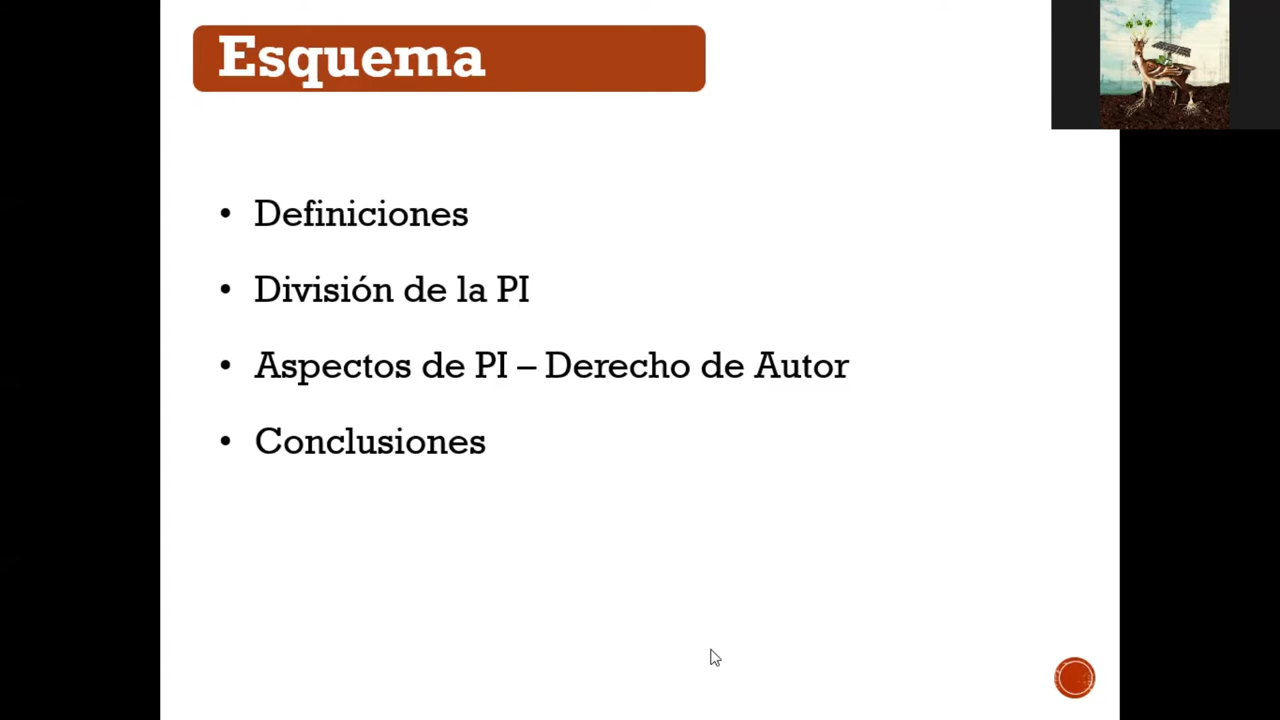 Esquema
• Definiciones
• División de la PI
• Aspectos de PI – Derecho de Autor
• Conclusiones